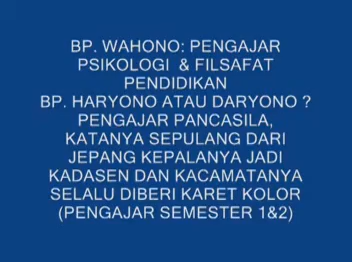 BP. WAHONO: PENGAJAR
PSIKOLOGI & FILSAFAT
PENDIDIKAN
BP. HARYONO ATAU DARYONO ?
PENGAJAR PANCASILA,
KATANYA SEPULANG DARI
JEPANG KEPALANYA JADI
KADASEN DAN KACAMATANYA
SELALU DIBERI KARET KOLOR
(PENGAJAR SEMESTER 1&2)